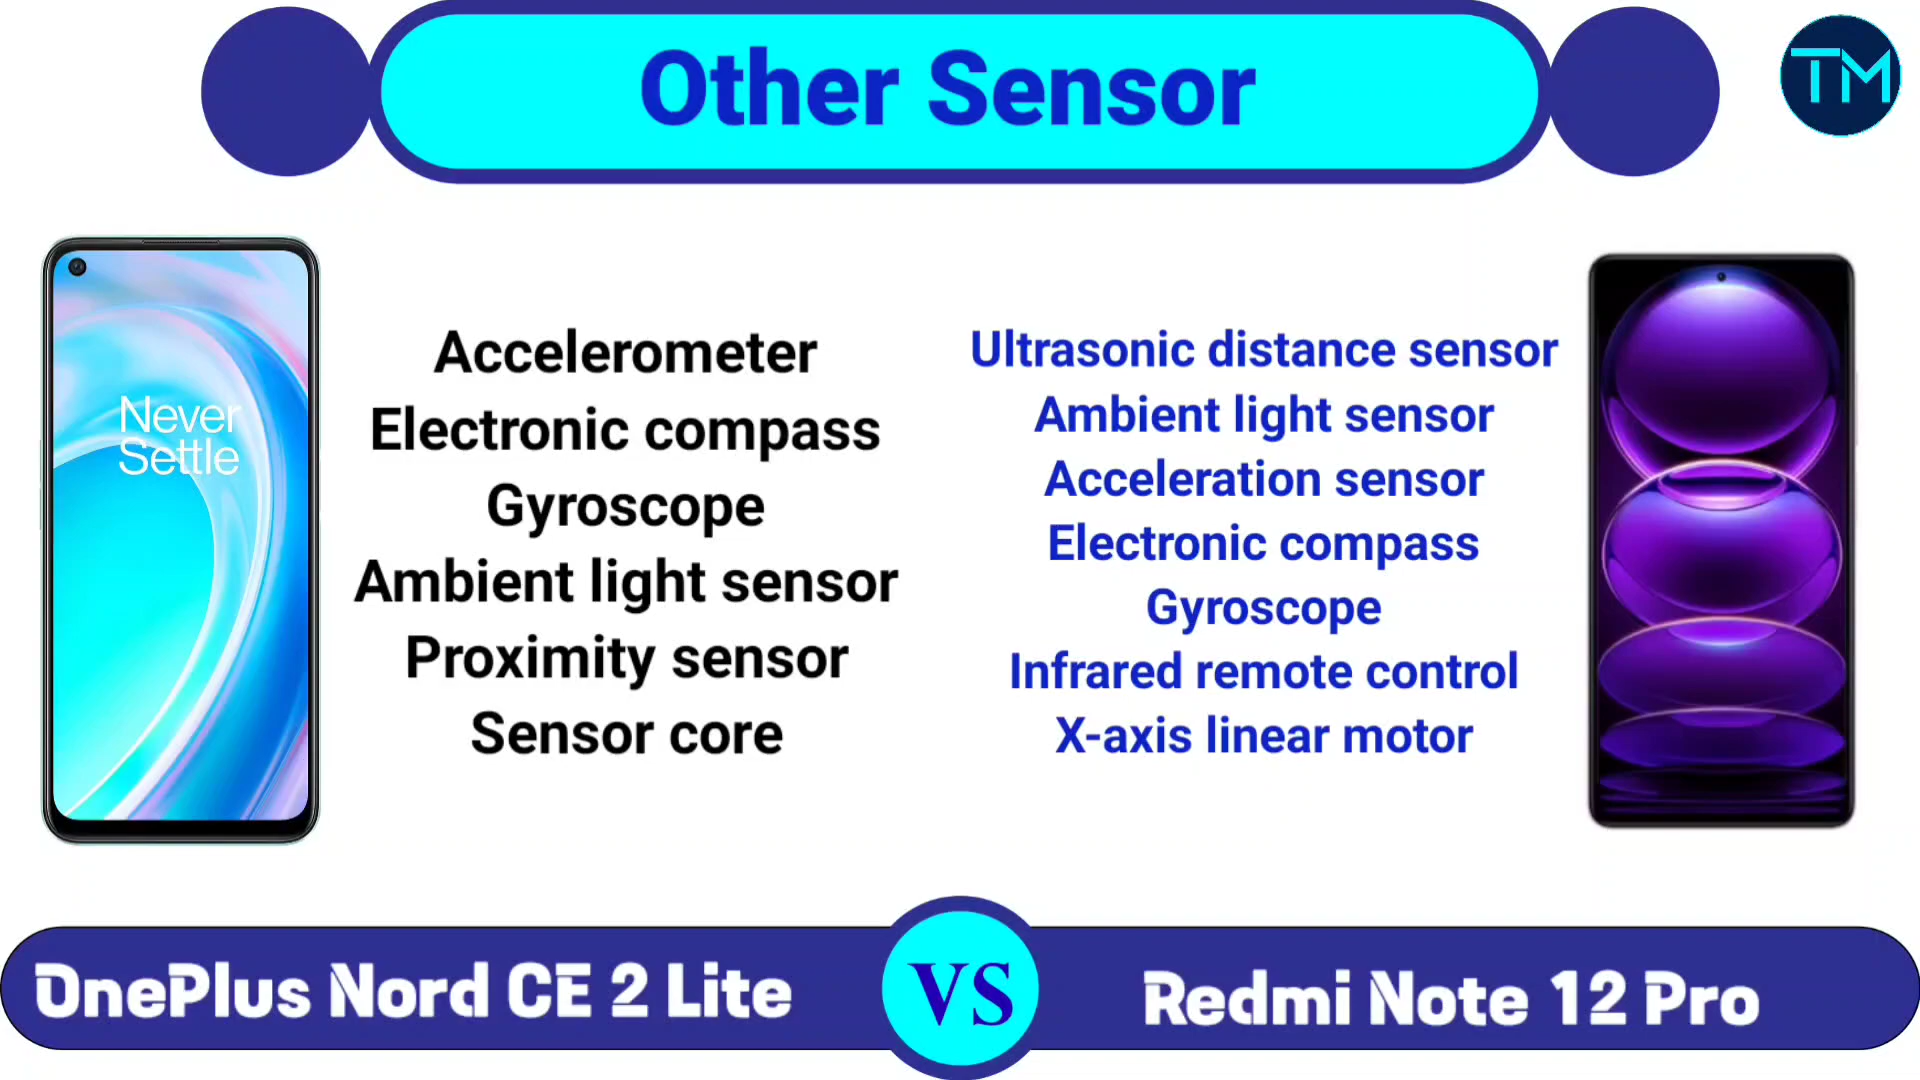 Other Sensor
TM
Never
Settle
Accelerometer
Electronic compass
Gyroscope
Ambient light sensor
Proximity sensor
Sensor core
Ultrasonic distance sensor
Ambient light sensor
Acceleration sensor
Electronic compass
Gyroscope
Infrared remote control
X-axis linear motor
OnePlus Nord CE 2 Lite
VS
Redmi Note 12 Pro